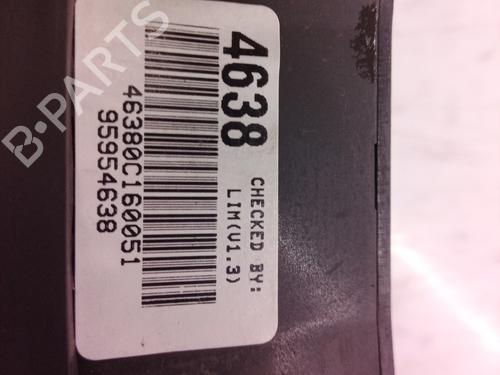 4638
CHECKED BY:
LIM(V1.3)
46380C160051
95954638
B-PARTS